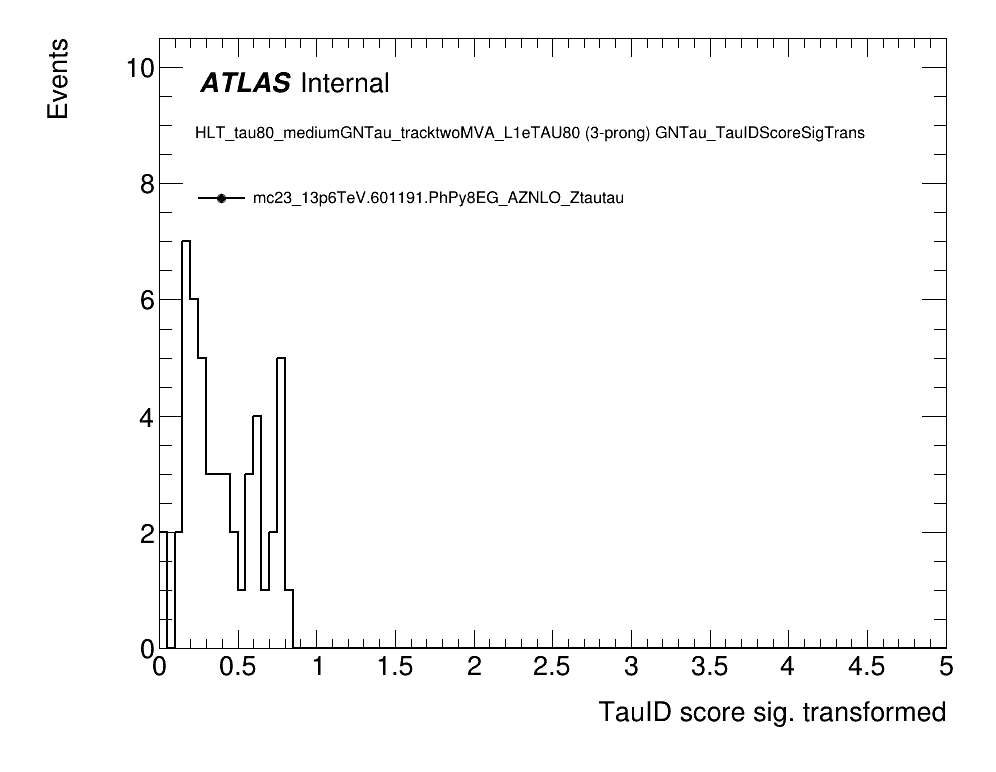 Events
10
8
6
4
2
0
ATLAS Internal
HLT_tau80_mediumGNTau_tracktwoMVA_L1eTAU80 (3-prong) GNTau_TauIDScoreSigTrans
mc23_13p6TeV.601191.PhPy8EG_AZNLO_Ztautau
0 0.5 1 1.5 2 2.5 3 3.5 4 4.5 5
TauID score sig. transformed